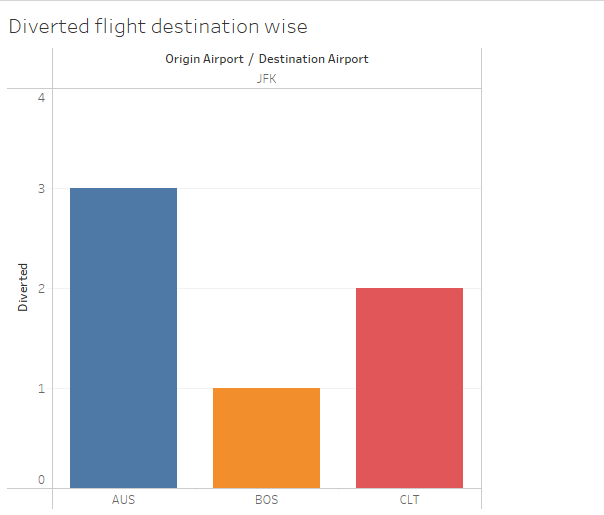 Diverted flight destination wise
Origin Airport / Destination Airport
JFK
4
3
2
1
0
Diverted
AUS BOS CLT